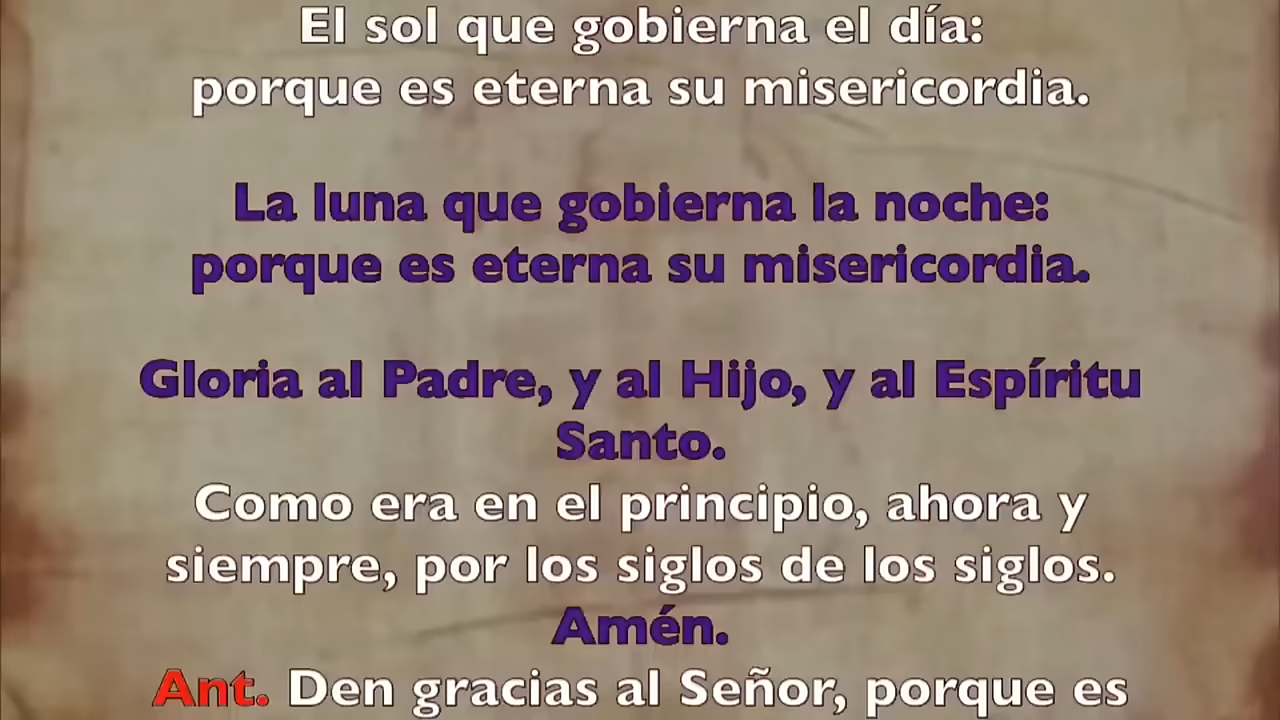 El sol que gobierna el día:
porque es eterna su misericordia.
La luna que gobierna la noche:
porque es eterna su misericordia.
Gloria al Padre, y al Hijo, y al Espíritu
Santo.
Como era en el principio, ahora y
siempre, por los siglos de los siglos.
Amén.
Ant. Den gracias al Señor, porque es